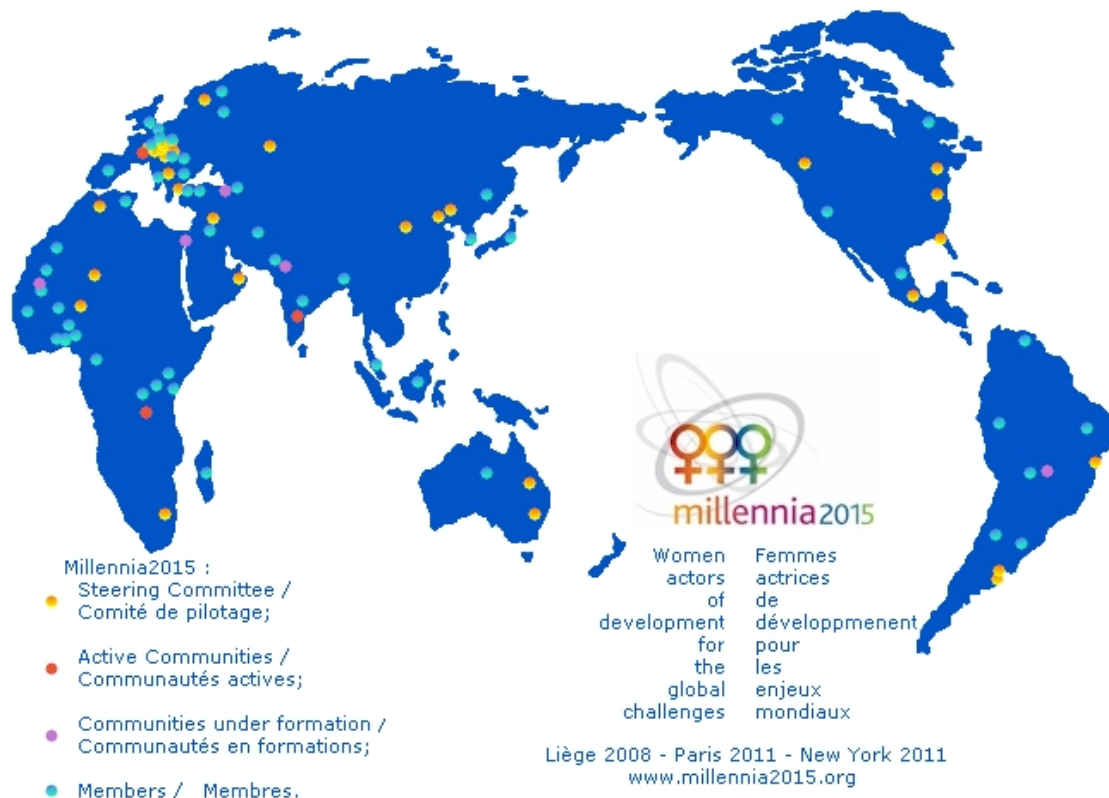 millennia2015
Millennia2015 :
Steering Committee /
Comité de pilotage;
Active Communities /
Communautés actives;
Communities under formation /
Communautés en formations;
Members / Membres.
Women
actors
of
development
for
the
global
challenges
Femmes
actrices
de
développmenent
pour
les
enjeux
mondiaux
Liège 2008 - Paris 2011 - New York 2011
www.millennia2015.org